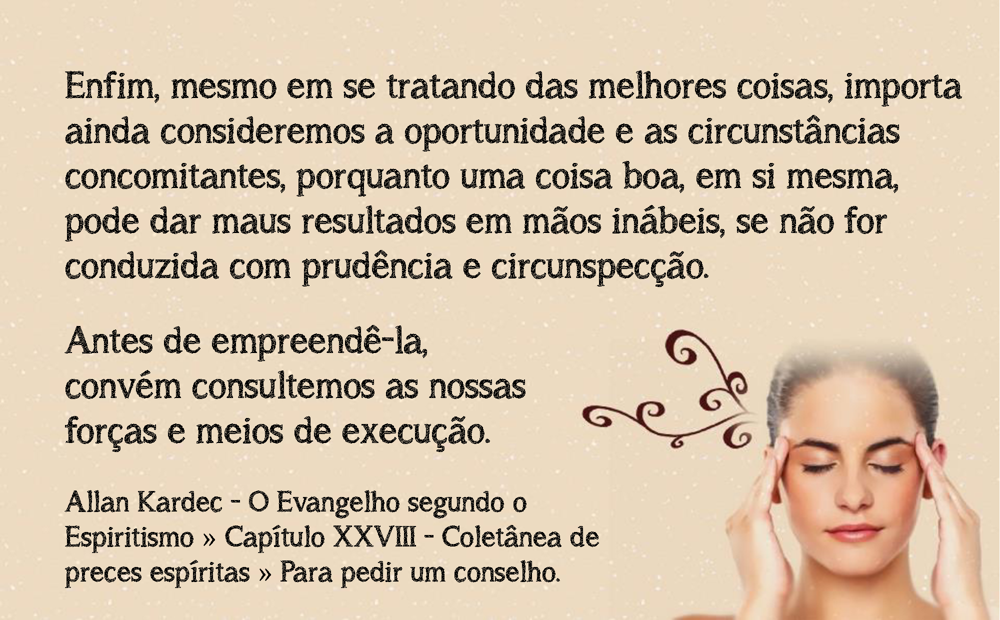 Enfim, mesmo em se tratando das melhores coisas, importa
ainda consideremos a oportunidade e as circunstâncias
concomitantes, porquanto uma coisa boa, em si mesma,
pode dar maus resultados em mãos inábeis, se não for
conduzida com prudência e circunspecção.
Antes de empreendê-la,
convém consultemos as nossas
forças e meios de execução.
Allan Kardec - O Evangelho segundo o
Espiritismo » Capítulo XXVIII - Coletânea de
preces espíritas » Para pedir um conselho.